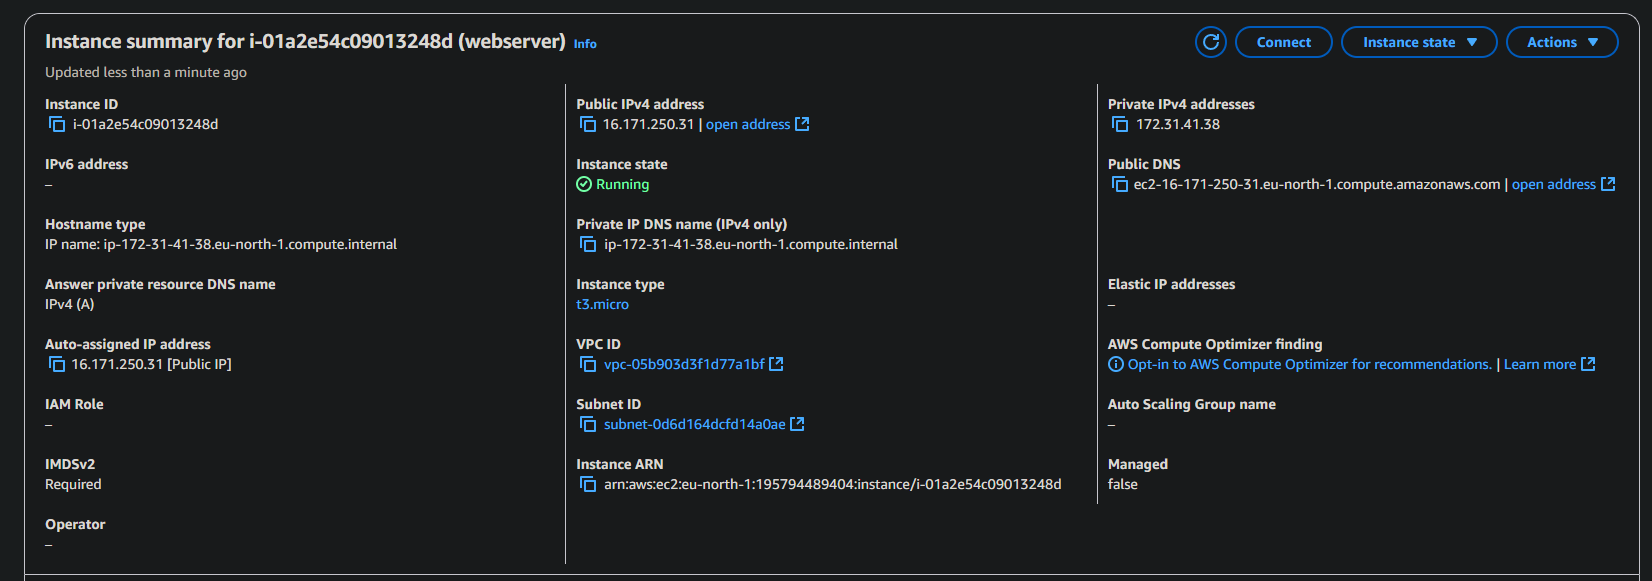 Instance summary for i-01a2e54c09013248d (webserver) Info
Connect
Instance state
Actions
Updated less than a minute ago
Instance ID
i-01a2e54c09013248d
Public IPv4 address
16.171.250.31 | open address
Private IPv4 addresses
172.31.41.38
IPv6 address
–
Instance state
Running
Public DNS
ec2-16-171-250-31.eu-north-1.compute.amazonaws.com | open address
Hostname type
IP name: ip-172-31-41-38.eu-north-1.compute.internal
Private IP DNS name (IPv4 only)
ip-172-31-41-38.eu-north-1.compute.internal
Answer private resource DNS name
IPv4 (A)
Instance type
t3.micro
Elastic IP addresses
–
Auto-assigned IP address
16.171.250.31 [Public IP]
VPC ID
vpc-05b903d3f1d77a1bf
AWS Compute Optimizer finding
Opt-in to AWS Compute Optimizer for recommendations. | Learn more
IAM Role
–
Subnet ID
subnet-0d6d164dcfd14a0ae
Auto Scaling Group name
–
IMDSv2
Required
Instance ARN
arn:aws:ec2:eu-north-1:195794489404:instance/i-01a2e54c09013248d
Managed
false
Operator
–